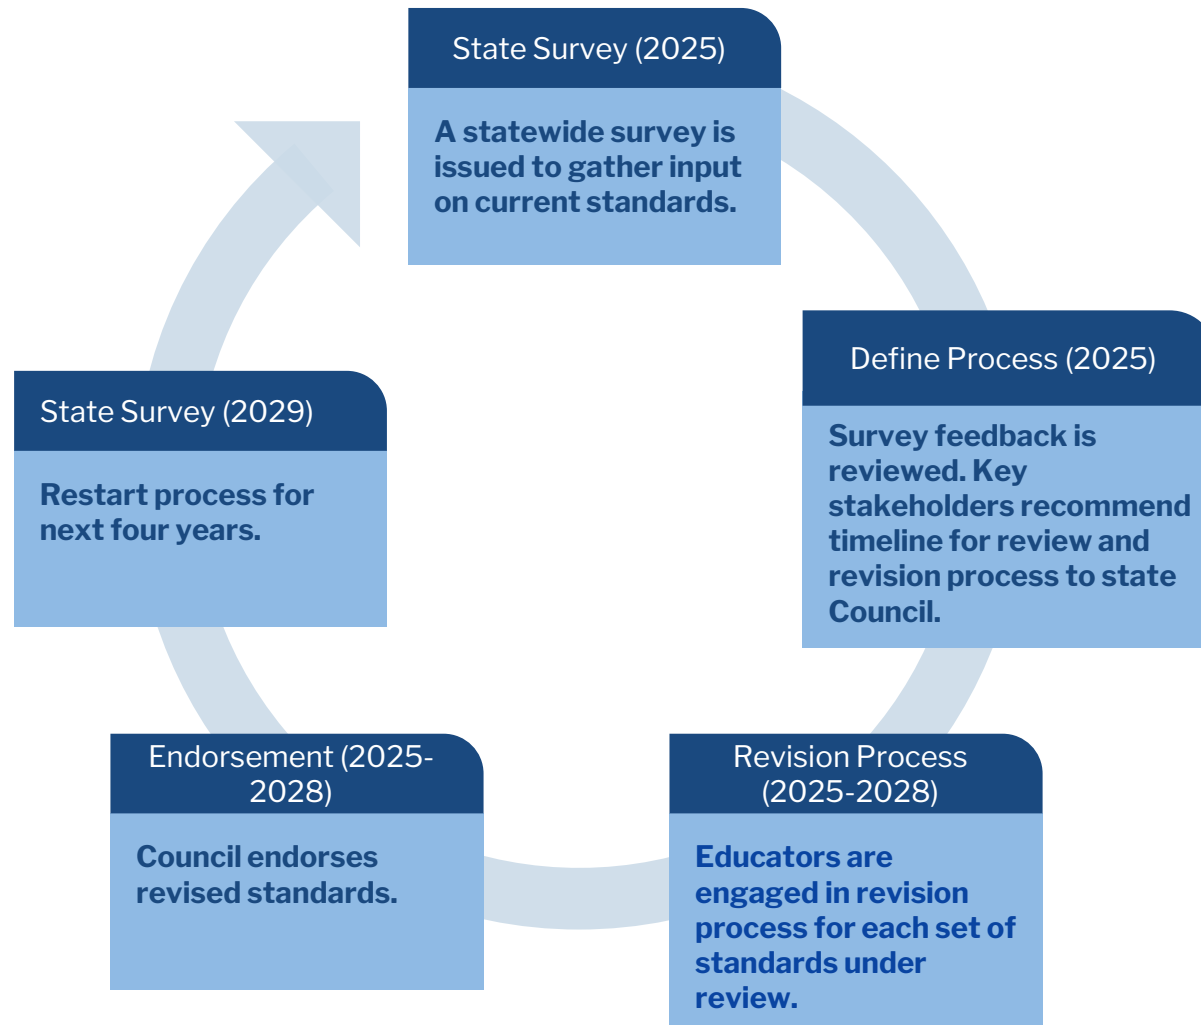 State Survey (2025)
A statewide survey is
issued to gather input
on current standards.
Define Process (2025)
Survey feedback is
reviewed. Key
stakeholders recommend
timeline for review and
revision process to state
Council.
Revision Process
(2025-2028)
Educators are
engaged in revision
process for each set of
standards under
review.
Endorsement (2025-
2028)
Council endorses
revised standards.
State Survey (2029)
Restart process for
next four years.